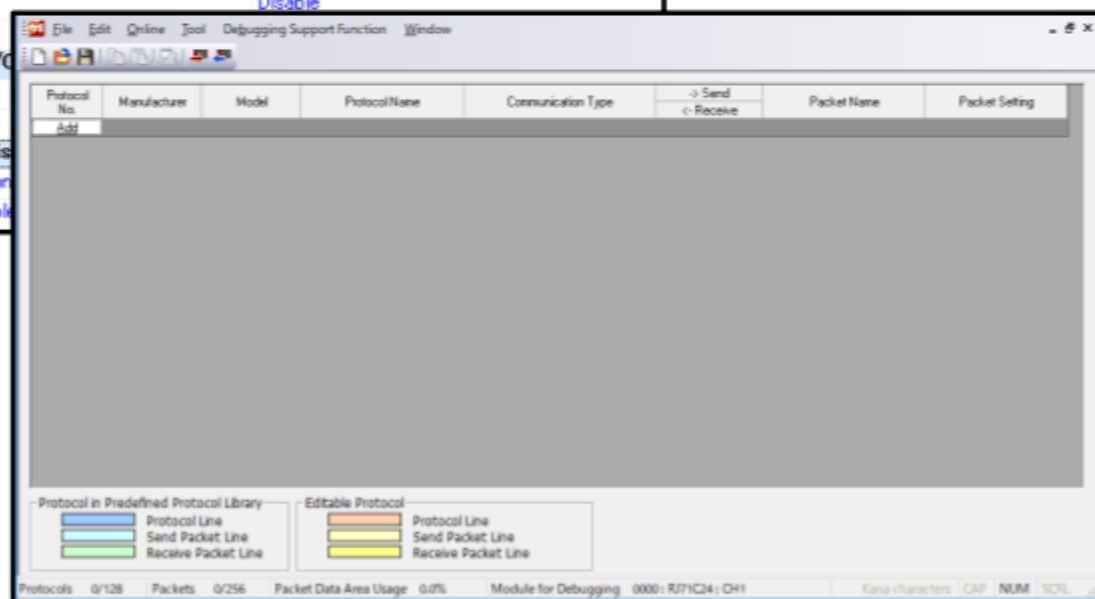 Disable
File Edit Online Tool Debugging Support Function Window
Protocol No. Manufacturer Model Protocol Name Communication Type -> Send <- Receive Packet Name Packet Setting
Add
Protocol in Predefined Protocol Library Editable Protocol
Protocol Line Protocol Line
Send Packet Line Send Packet Line
Receive Packet Line Receive Packet Line
Protocols 0/128 Packets 0/256 Packet Data Area Usage 0.0% Module for Debugging 0000: RJ71C24: CH1 Kana characters CAP NUM SCRL